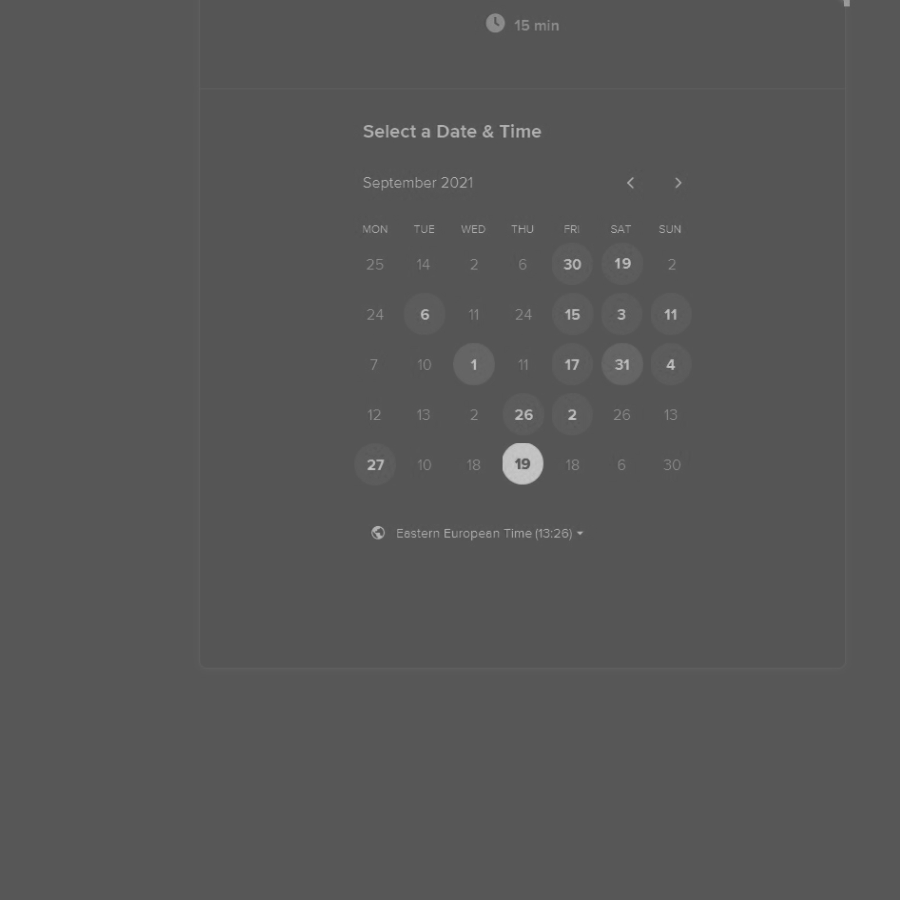 15 min
Select a Date & Time
September 2021
MON TUE WED THU FRI SAT SUN
25 14 2 6 30 19 2
24 6 11 24 15 3 11
7 10 1 11 17 31 4
12 13 2 26 2 26 13
27 10 18 19 18 6 30
Eastern European Time (13:26)